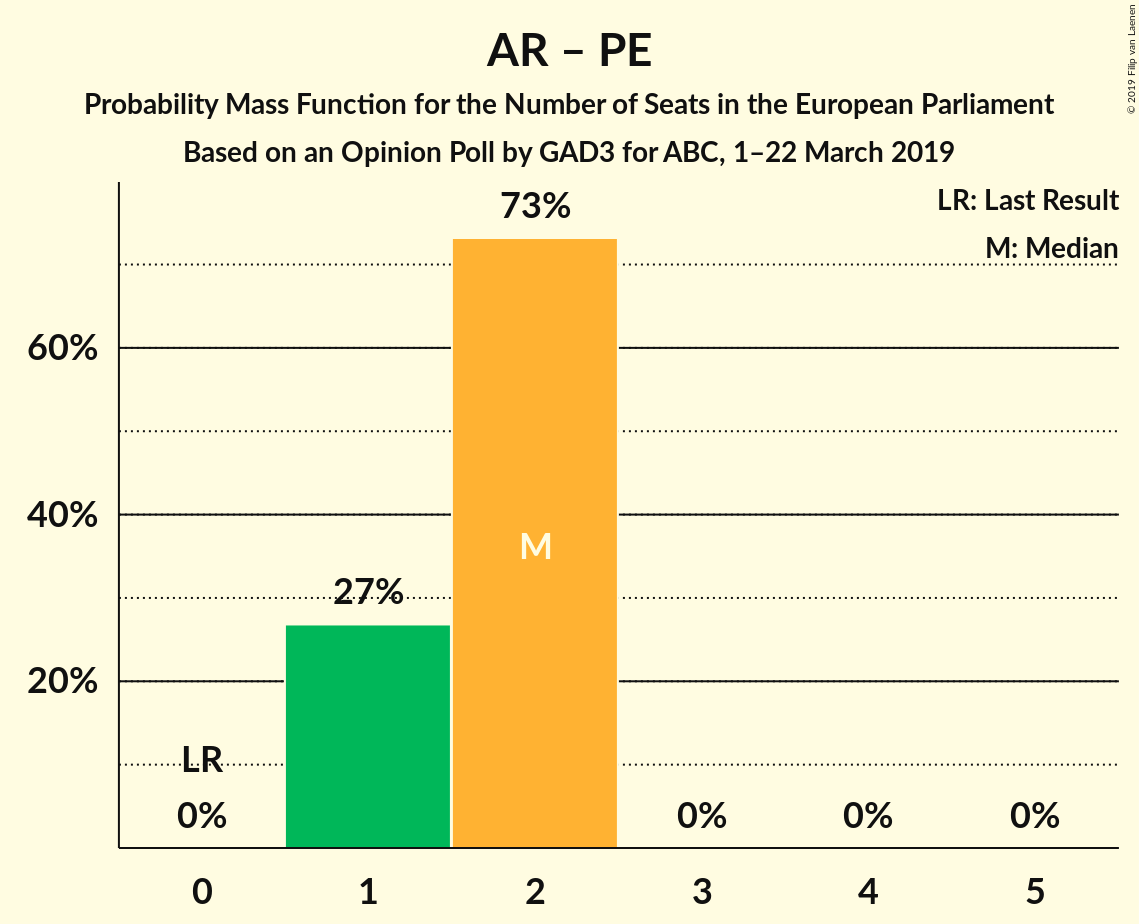 AR – PE
Probability Mass Function for the Number of Seats in the European Parliament
Based on an Opinion Poll by GAD3 for ABC, 1–22 March 2019
© 2019 Filip van Laenen
LR: Last Result
M: Median
73%
60%
40%
M
27%
20%
LR
0%
0%
0%
0%
0 1 2 3 4 5